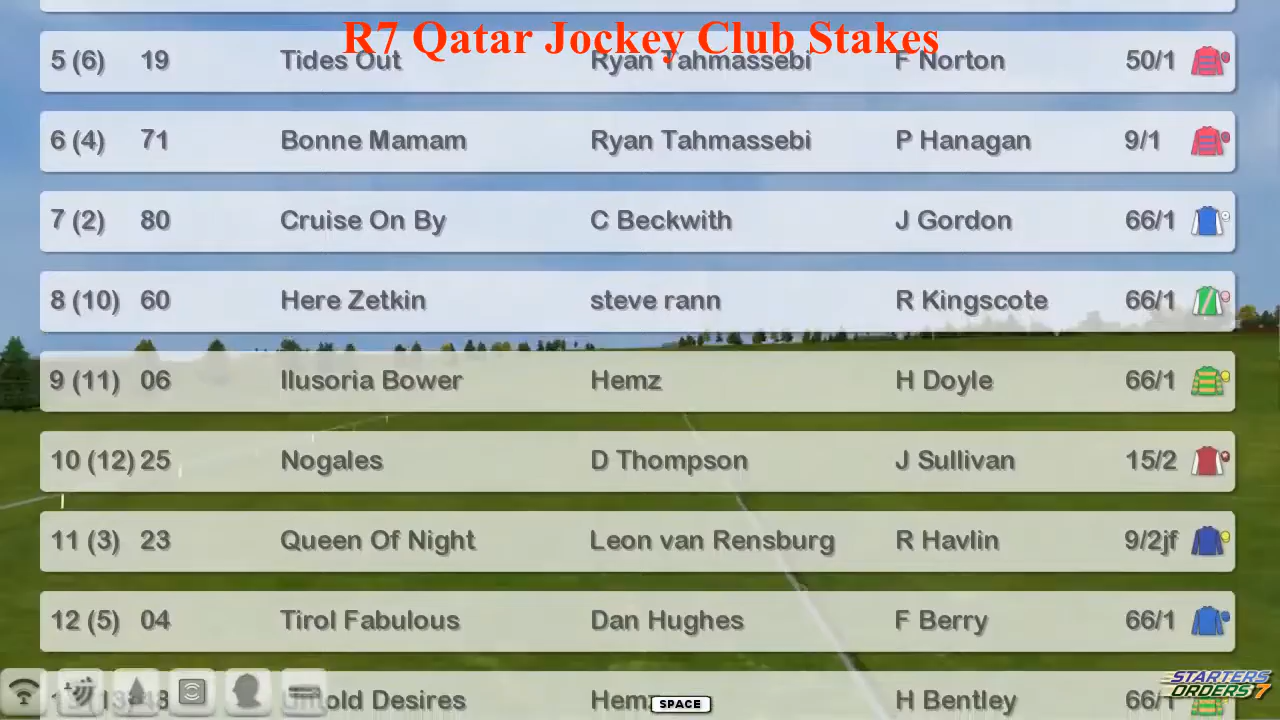 R7 Qatar Jockey Club Stakes
5 (6) 19 Tides Out Ryan Tahmassebi F Norton 50/1
6 (4) 71 Bonne Mamam Ryan Tahmassebi P Hanagan 9/1
7 (2) 80 Cruise On By C Beckwith J Gordon 66/1
8 (10) 60 Here Zetkin steve rann R Kingscote 66/1
9 (11) 06 Ilusoria Bower Hemz H Doyle 66/1
10 (12) 25 Nogales D Thompson J Sullivan 15/2
11 (3) 23 Queen Of Night Leon van Rensburg R Havlin 9/2jf
12 (5) 04 Tirol Fabulous Dan Hughes F Berry 66/1
Desires Hemz H Bentley 66/1
SPACE
STARTERS
ORDERS 7